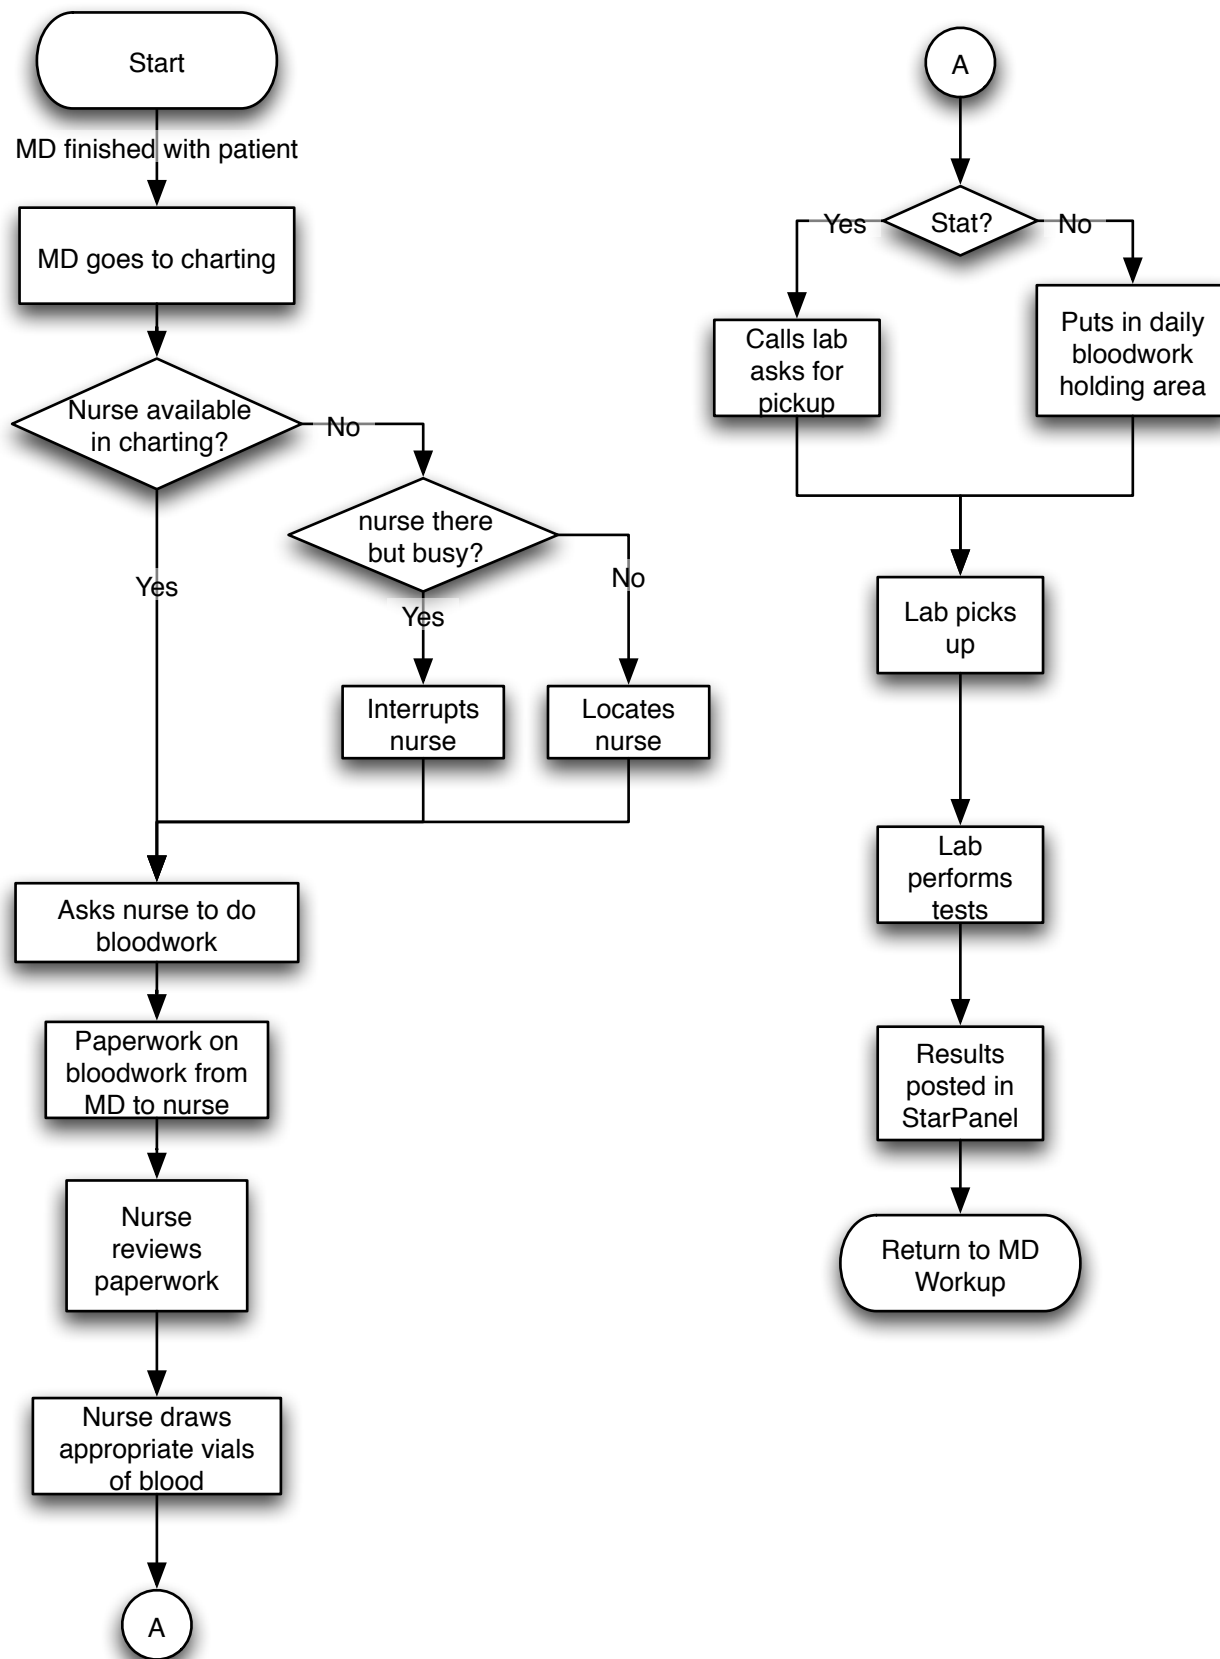 Start
MD finished with patient
MD goes to charting
Nurse available
in charting?
No
nurse there
but busy?
Yes
No
Yes
Interrupts
nurse
Locates
nurse
Asks nurse to do
bloodwork
Paperwork on
bloodwork from
MD to nurse
Nurse
reviews
paperwork
Nurse draws
appropriate vials
of blood
A
A
Stat?
Yes
No
Calls lab
asks for
pickup
Puts in daily
bloodwork
holding area
Lab picks
up
Lab
performs
tests
Results
posted in
StarPanel
Return to MD
Workup